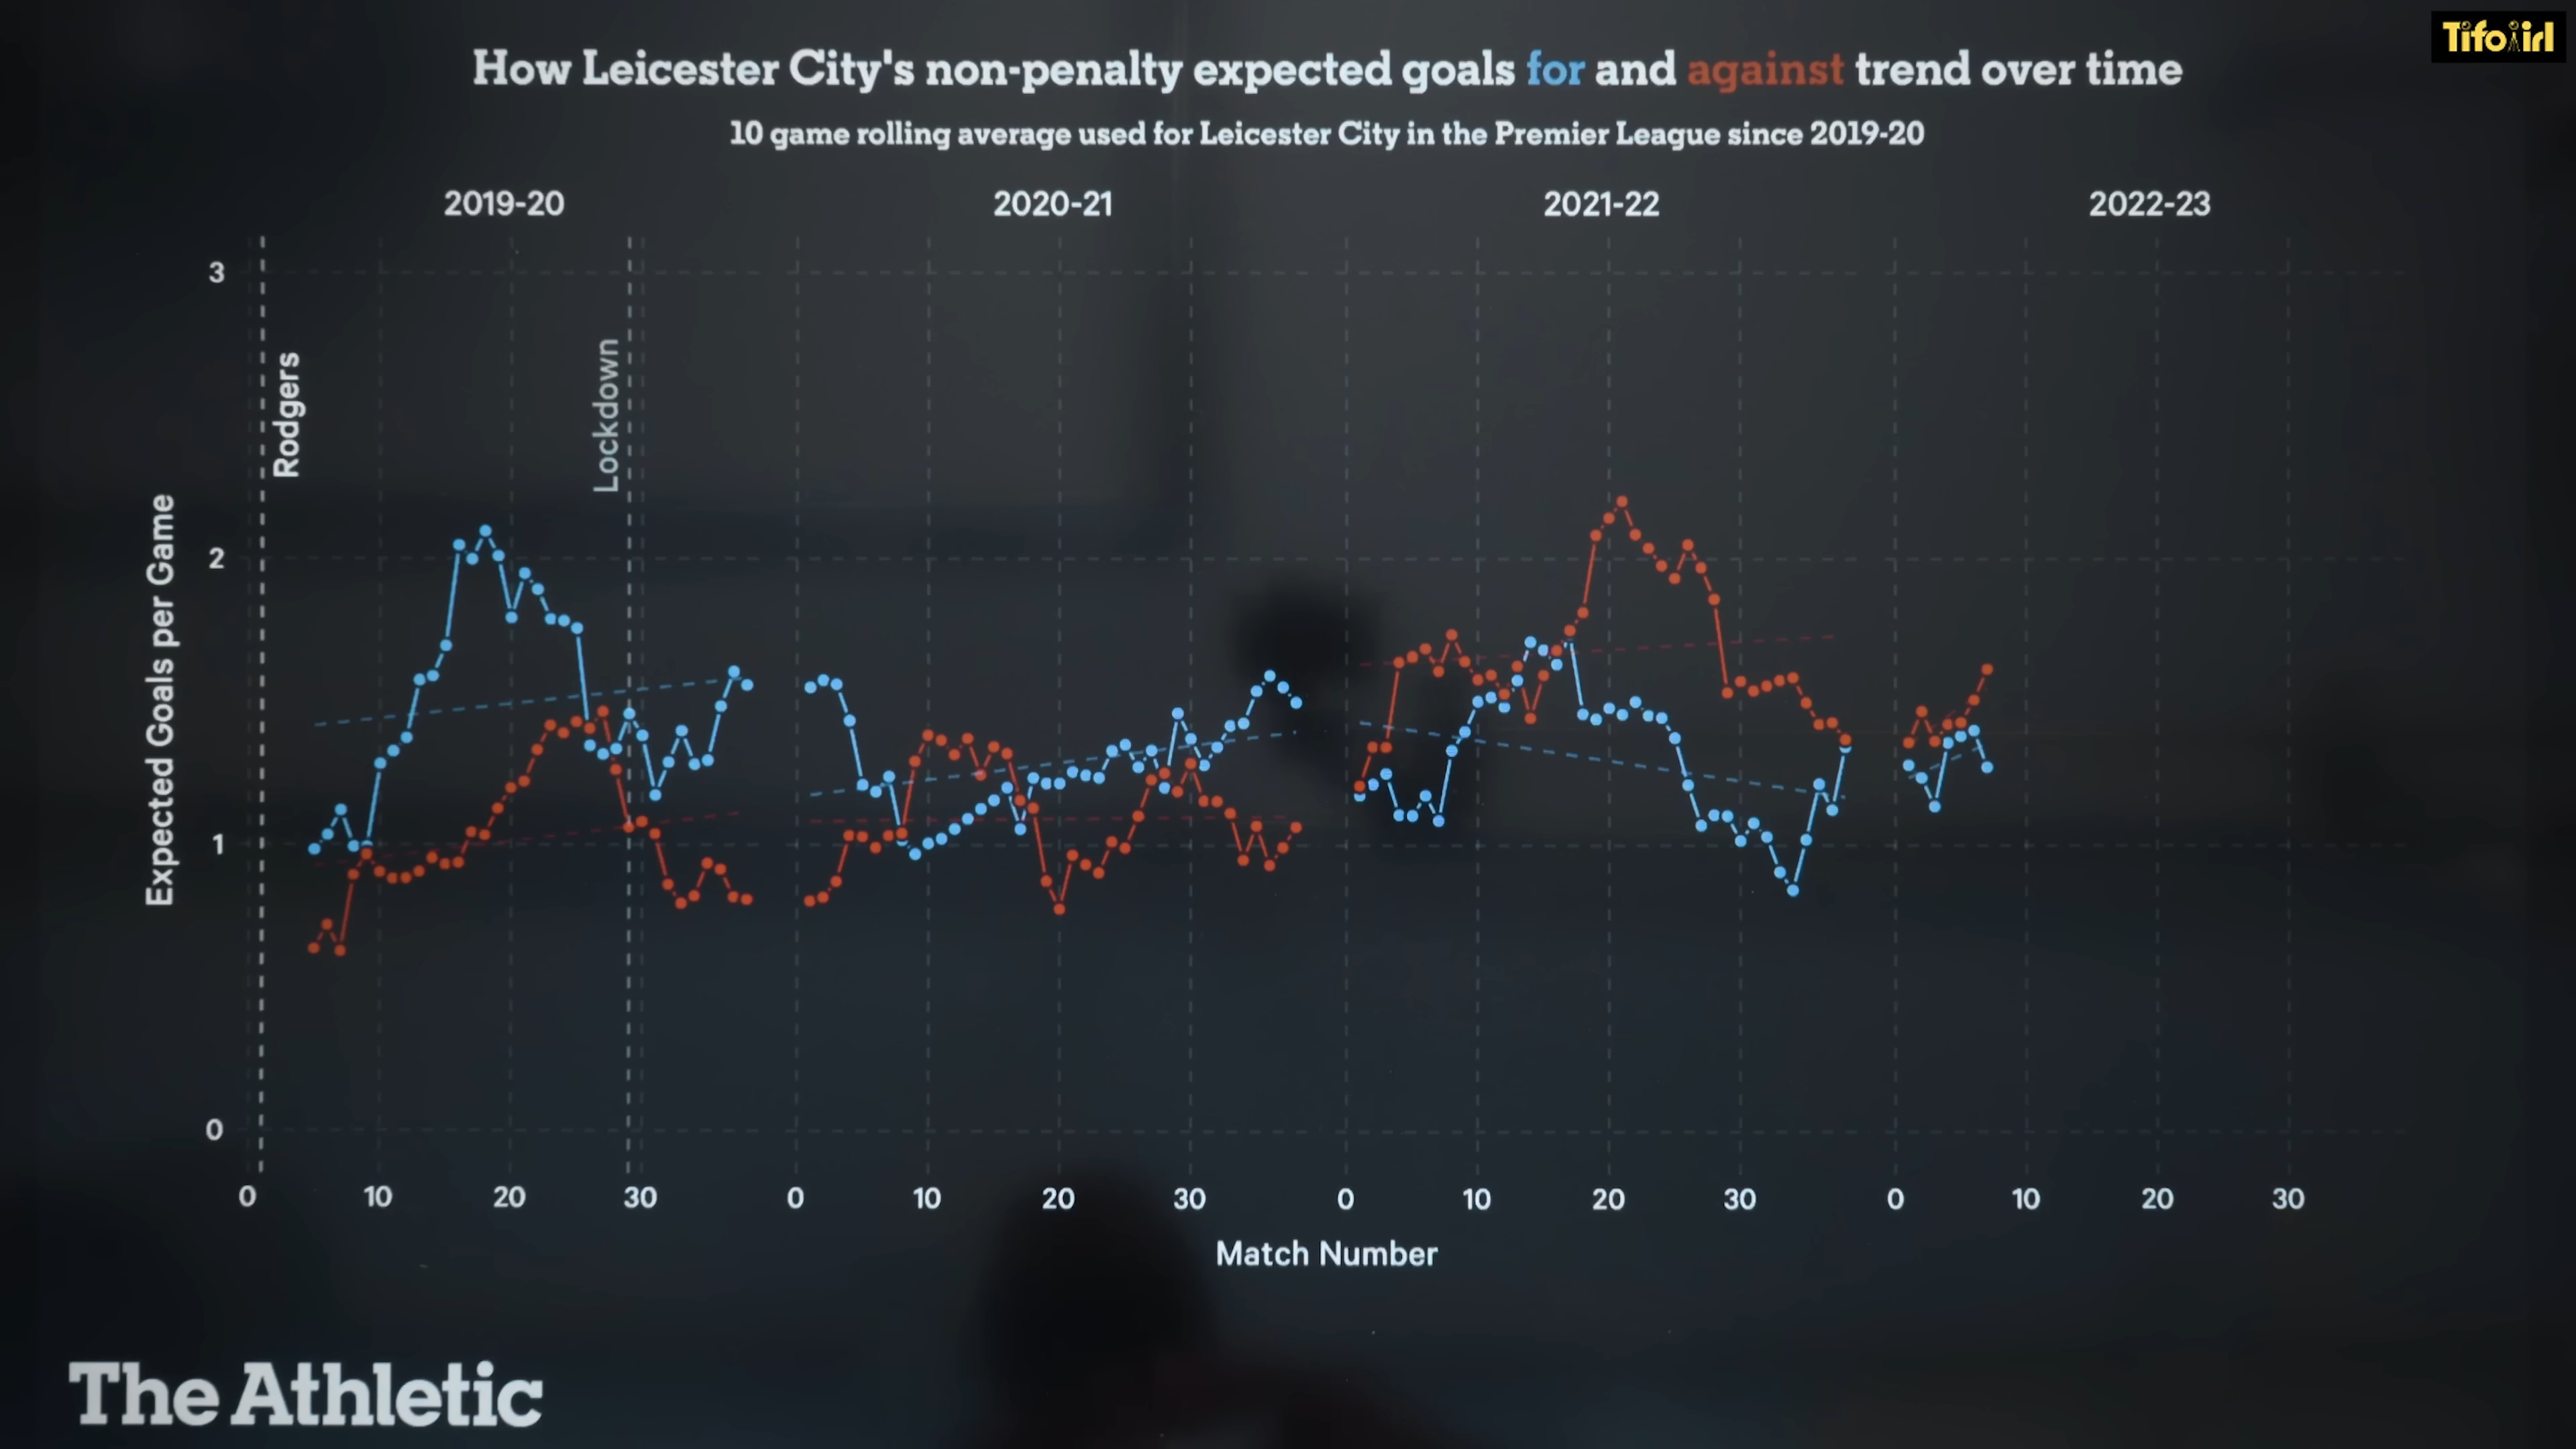 Tifo irl
How Leicester City's non-penalty expected goals for and against trend over time
10 game rolling average used for Leicester City in the Premier League since 2019-20
2019-20 2020-21 2021-22 2022-23
3
2
1
0
Expected Goals per Game
Rodgers
Lockdown
0 10 20 30 0 10 20 30 0 10 20 30 0 10 20 30
Match Number
The Athletic